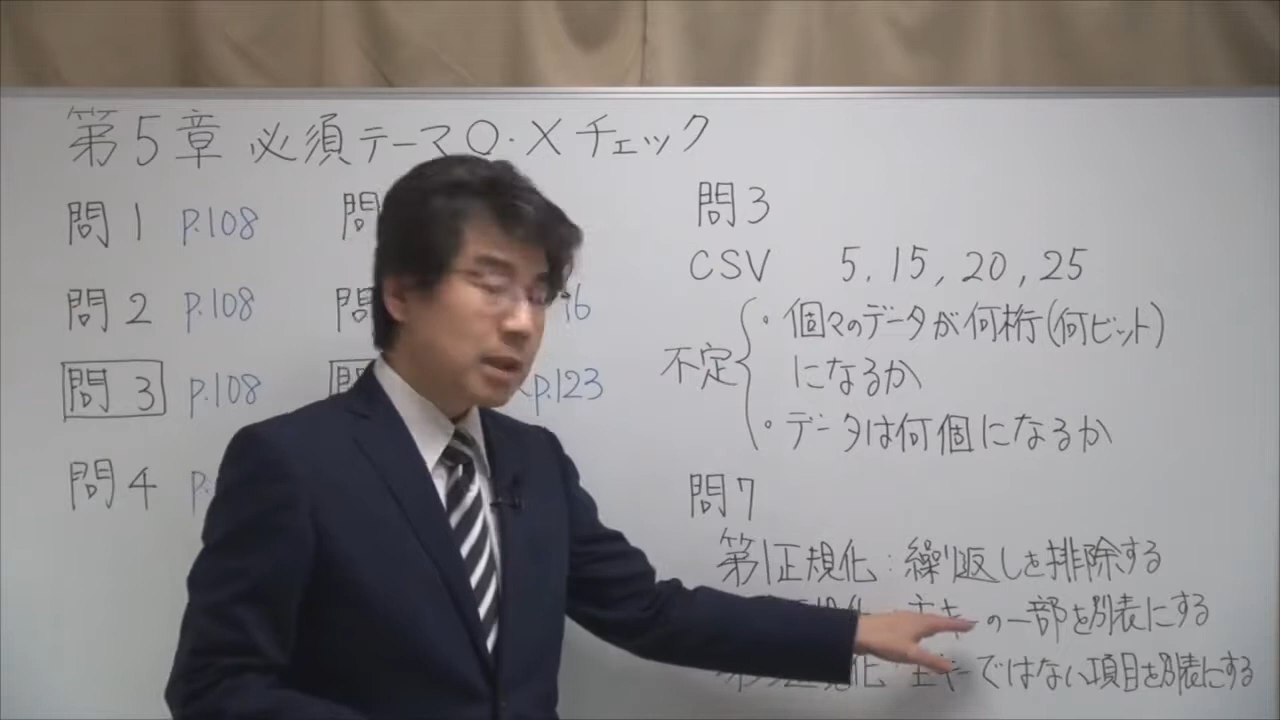 第5章 必須テーマ○・×チェック
問1 p.108
問2 p.108
問3 p.108
問4 p.
問
問 46
問 p.123
問3
CSV 5.15,20,25
不定
・個々のデータが何桁(何ビット)
になるか
・データは何個になるか
問7
第1正規化:繰り返しを排除する
の一部を別表にする
主キーではない項目を別表にする